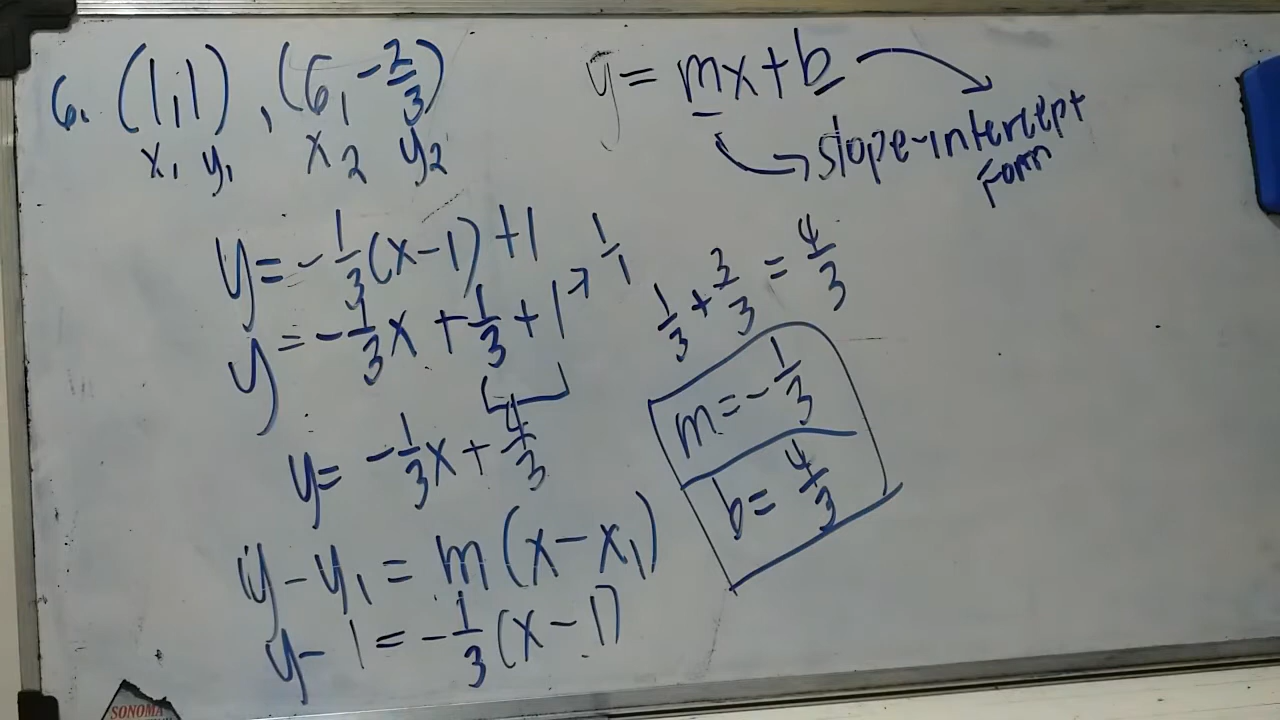 6. (1,1), (6, -2/3)
x₁ y₁ x₂ y₂
y = mx+b
slope-intercept
Form
y = -1/3(x-1)+1
y = -1/3x + 1/3 + 1 → 1/1
1/3 + 3/3 = 4/3
y = -1/3x + 4/3
m = -1/3
b = 4/3
y - y₁ = m(x - x₁)
y - 1 = -1/3(x-1)
SONOMA